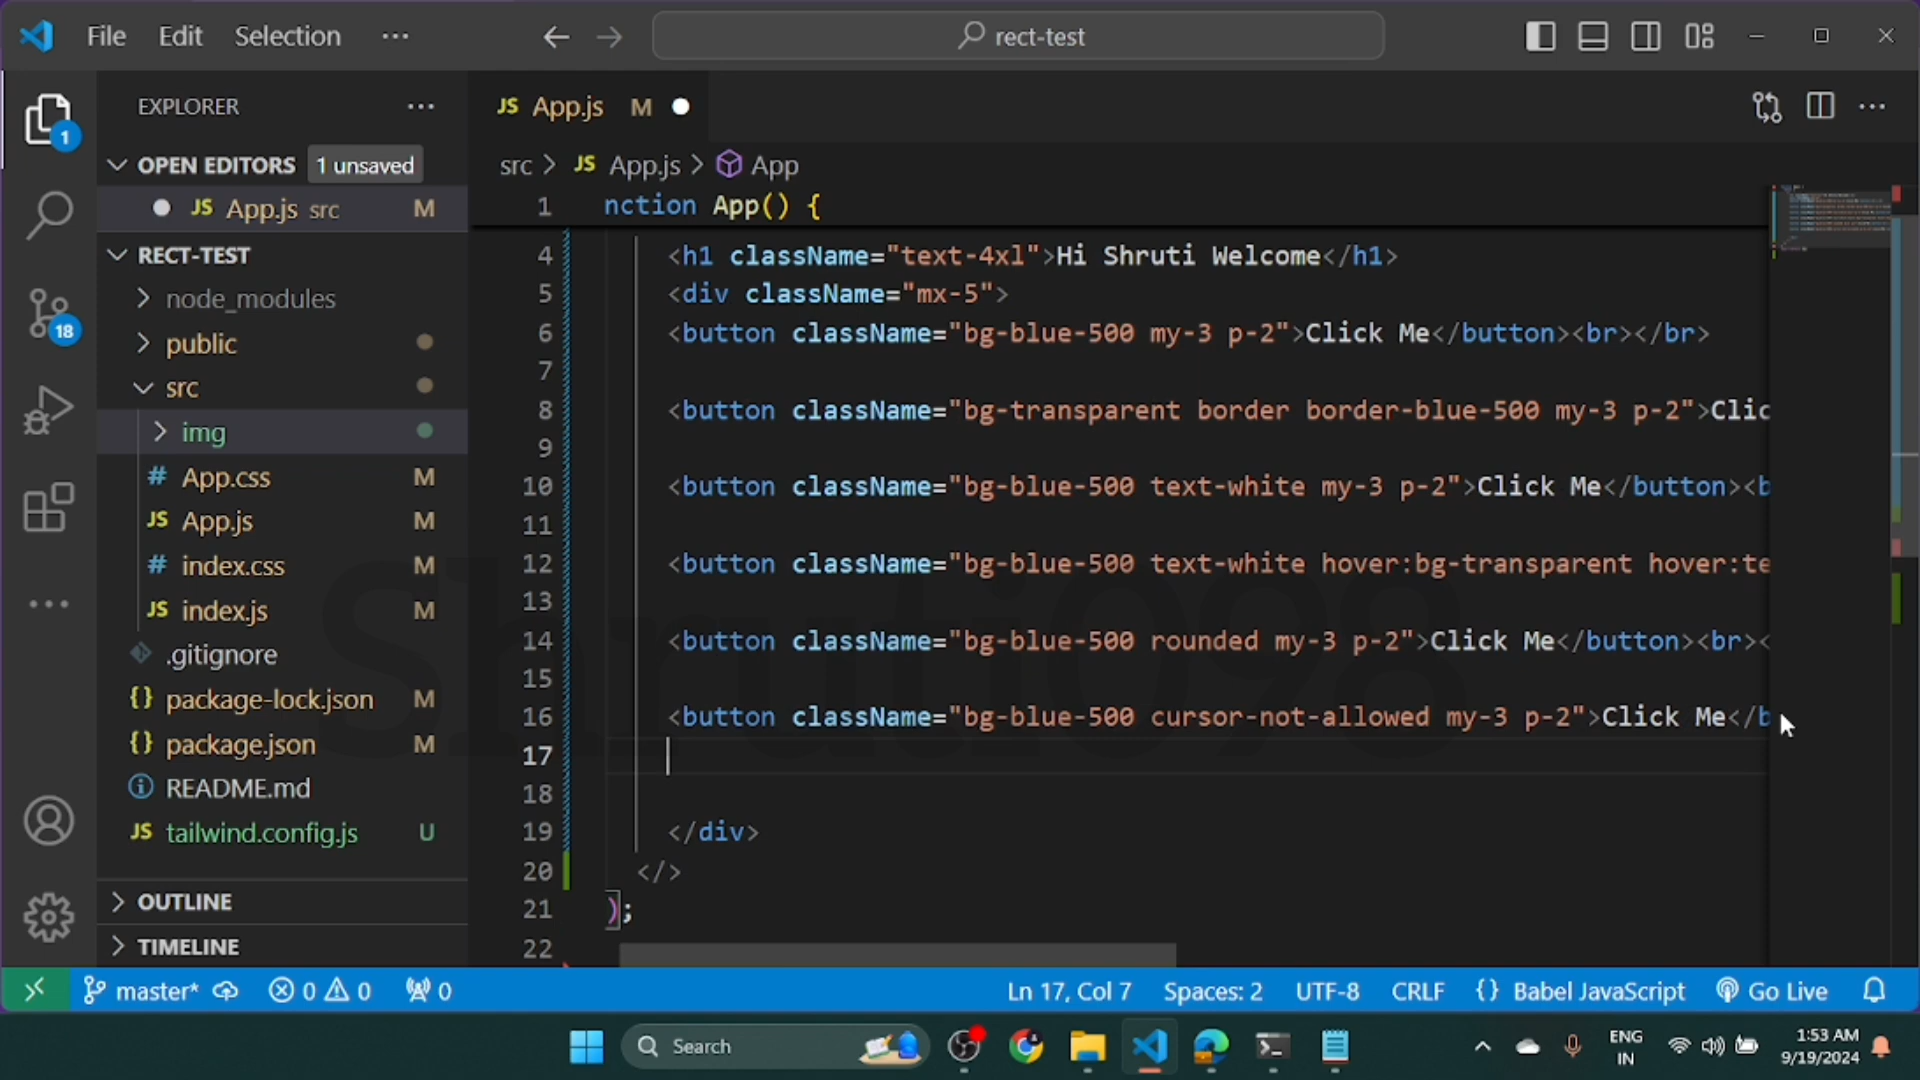 File Edit Selection ···
rect-test
EXPLORER ···
OPEN EDITORS 1 unsaved
JS App.js src M
RECT-TEST
node_modules
public
src
img
# App.css M
JS App.js M
# index.css M
JS index.js M
.gitignore
{} package-lock.json M
{} package.json M
README.md
JS tailwind.config.js U
OUTLINE
TIMELINE
1
18
JS App.js M
src > JS App.js > App
1 nction App() {
4 <h1 className="text-4xl">Hi Shruti Welcome</h1>
5 <div className="mx-5">
6 <button className="bg-blue-500 my-3 p-2">Click Me</button><br></br>
7
8 <button className="bg-transparent border border-blue-500 my-3 p-2">Clic
9
10 <button className="bg-blue-500 text-white my-3 p-2">Click Me</button><b
11
12 <button className="bg-blue-500 text-white hover:bg-transparent hover:te
13
14 <button className="bg-blue-500 rounded my-3 p-2">Click Me</button><br><
15
16 <button className="bg-blue-500 cursor-not-allowed my-3 p-2">Click Me</b
17
18
19 </div>
20 </>
21 );
22
Shruti098
master* 0 0 0 Ln 17, Col 7 Spaces: 2 UTF-8 CRLF {} Babel JavaScript Go Live
Search
ENG
IN
1:53 AM
9/19/2024